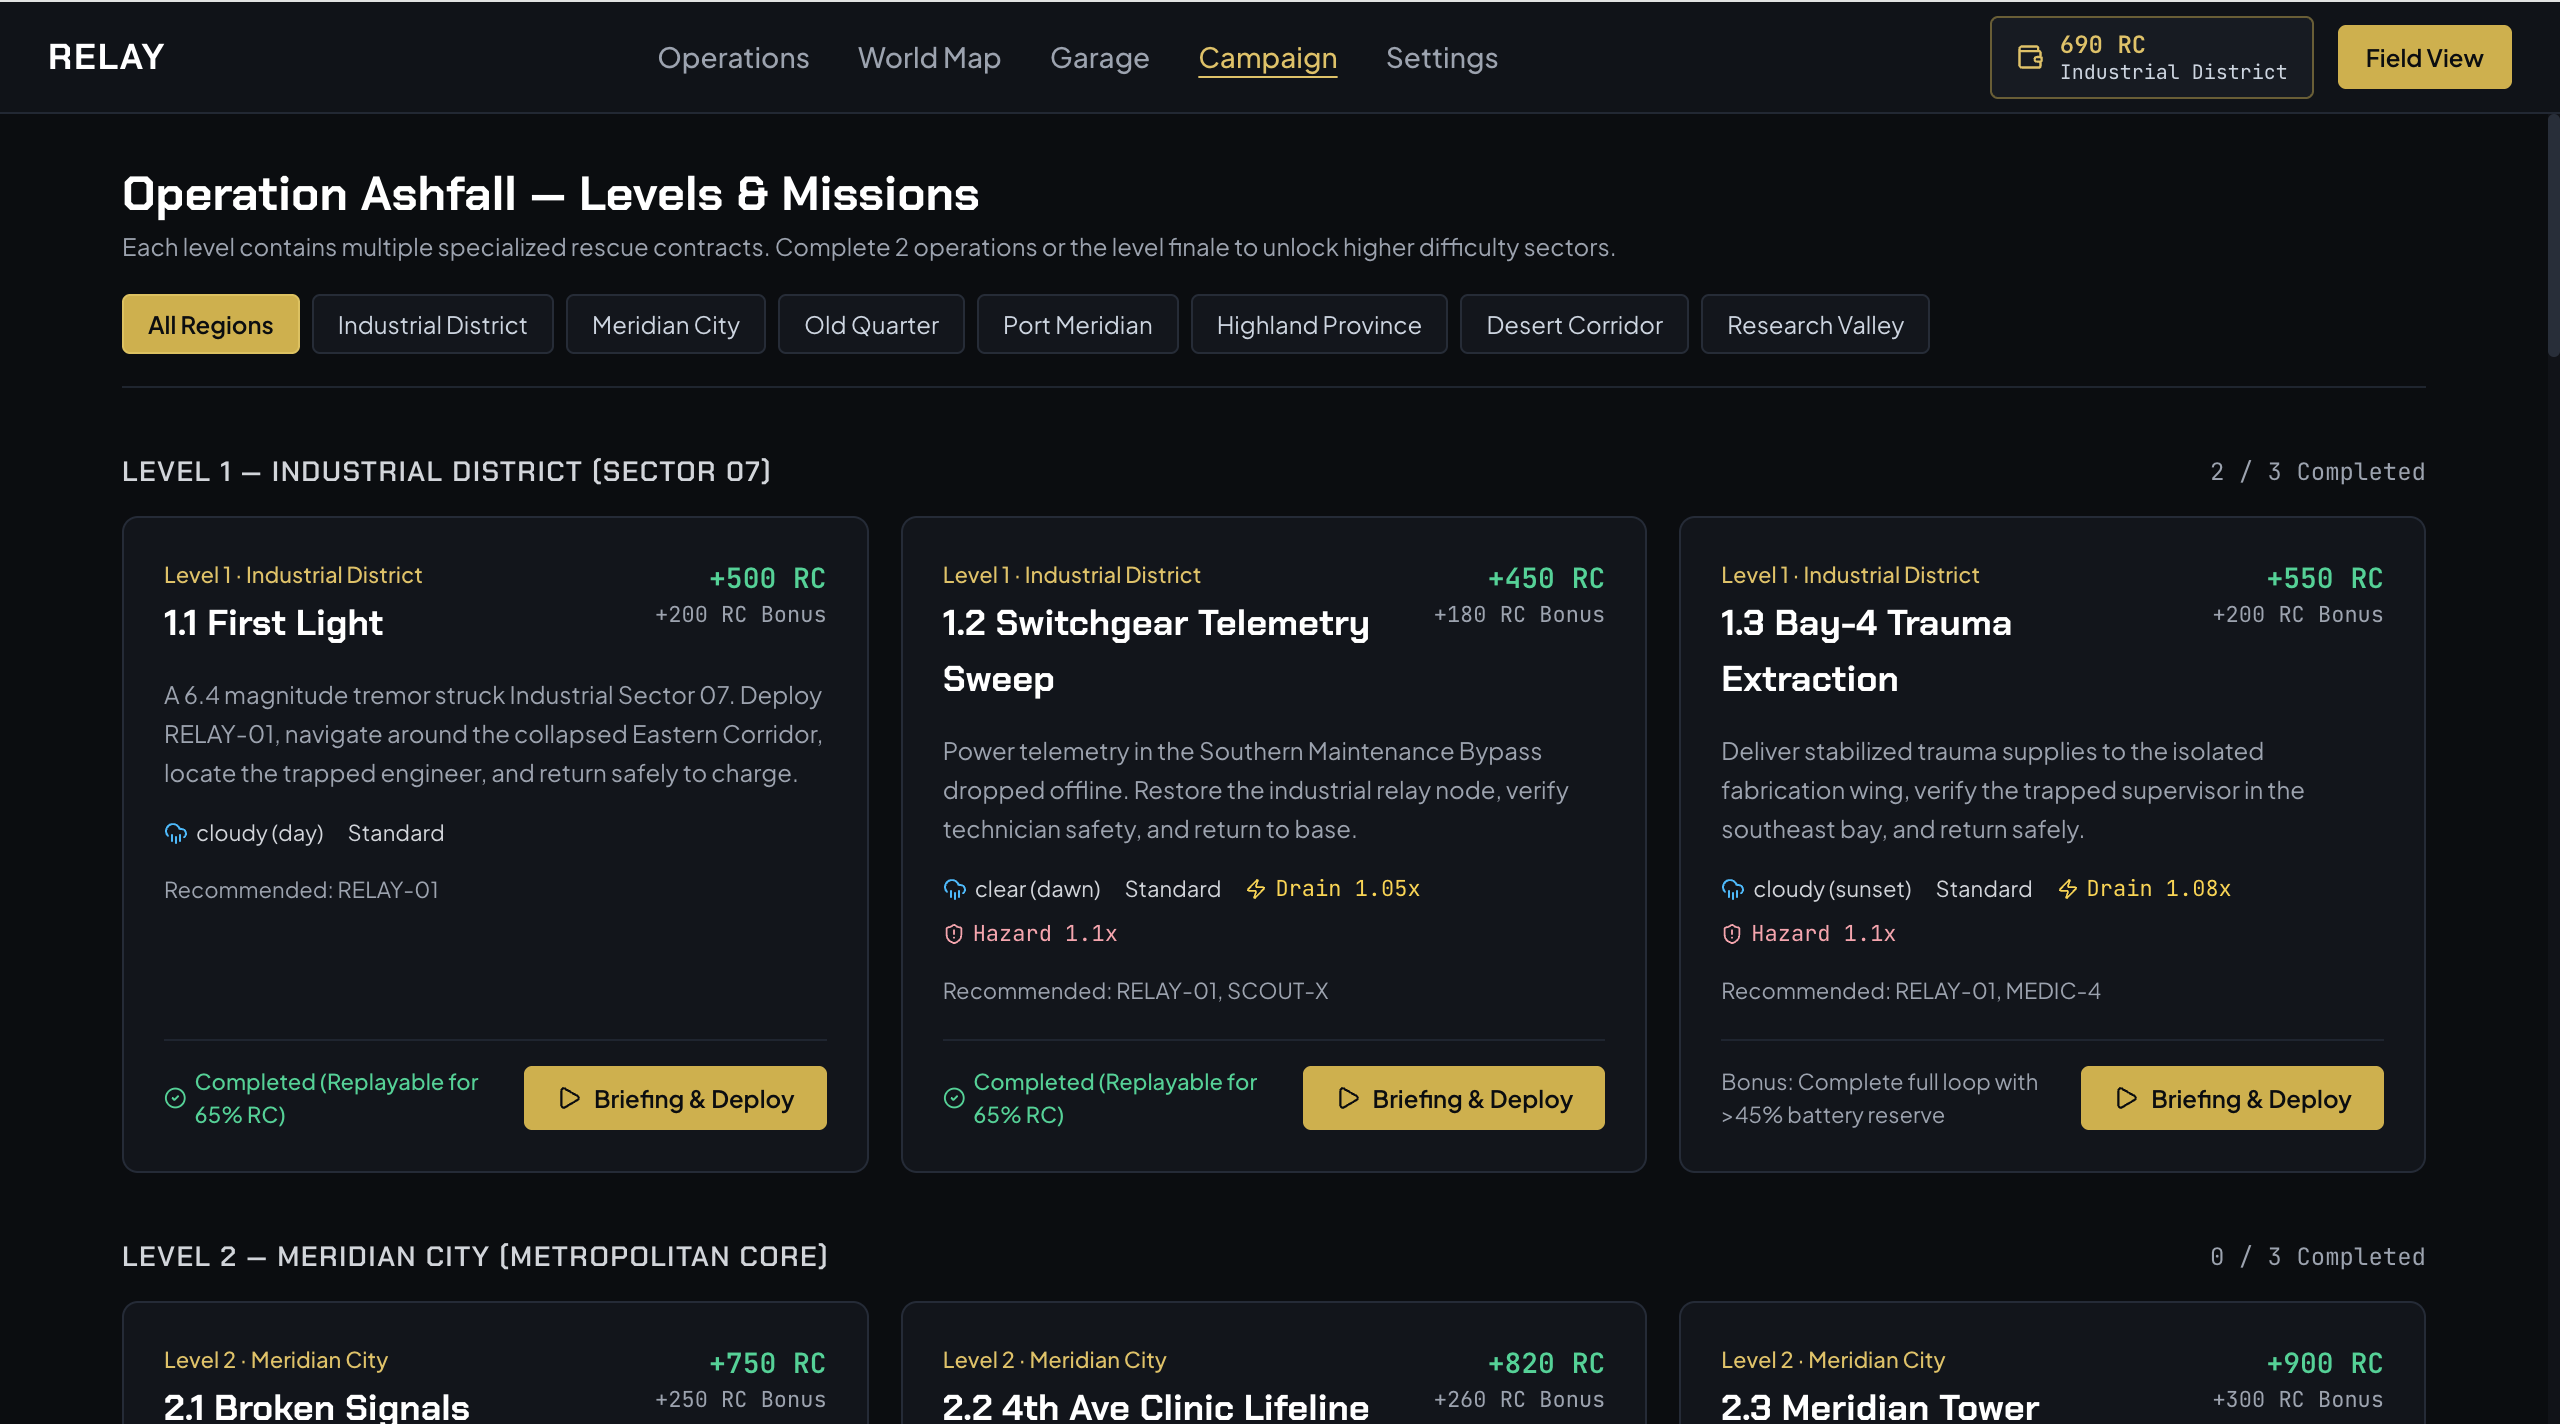 RELAY
Operations
World Map
Garage
Campaign
Settings
690 RC
Industrial District
Field View
Operation Ashfall — Levels & Missions
Each level contains multiple specialized rescue contracts. Complete 2 operations or the level finale to unlock higher difficulty sectors.
All Regions
Industrial District
Meridian City
Old Quarter
Port Meridian
Highland Province
Desert Corridor
Research Valley
LEVEL 1 — INDUSTRIAL DISTRICT (SECTOR 07)
2 / 3 Completed
Level 1 · Industrial District
+500 RC
1.1 First Light
+200 RC Bonus
A 6.4 magnitude tremor struck Industrial Sector 07. Deploy
RELAY-01, navigate around the collapsed Eastern Corridor,
locate the trapped engineer, and return safely to charge.
cloudy (day)
Standard
Recommended: RELAY-01
Completed (Replayable for
65% RC)
Briefing & Deploy
Level 1 · Industrial District
+450 RC
1.2 Switchgear Telemetry
Sweep
+180 RC Bonus
Power telemetry in the Southern Maintenance Bypass
dropped offline. Restore the industrial relay node, verify
technician safety, and return to base.
clear (dawn)
Standard
Drain 1.05x
Hazard 1.1x
Recommended: RELAY-01, SCOUT-X
Completed (Replayable for
65% RC)
Briefing & Deploy
Level 1 · Industrial District
+550 RC
1.3 Bay-4 Trauma
Extraction
+200 RC Bonus
Deliver stabilized trauma supplies to the isolated
fabrication wing, verify the trapped supervisor in the
southeast bay, and return safely.
cloudy (sunset)
Standard
Drain 1.08x
Hazard 1.1x
Recommended: RELAY-01, MEDIC-4
Bonus: Complete full loop with
>45% battery reserve
Briefing & Deploy
LEVEL 2 — MERIDIAN CITY (METROPOLITAN CORE)
0 / 3 Completed
Level 2 · Meridian City
+750 RC
2.1 Broken Signals
+250 RC Bonus
Level 2 · Meridian City
+820 RC
2.2 4th Ave Clinic Lifeline
+260 RC Bonus
Level 2 · Meridian City
+900 RC
2.3 Meridian Tower
+300 RC Bonus